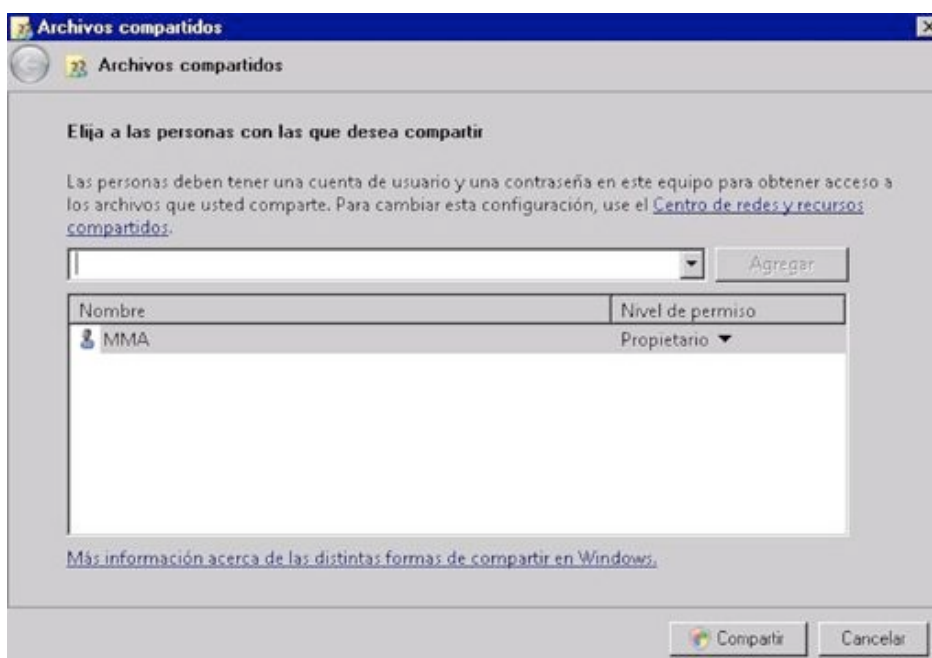 Archivos compartidos
Archivos compartidos
Elija a las personas con las que desea compartir
Las personas deben tener una cuenta de usuario y una contraseña en este equipo para obtener acceso a
los archivos que usted comparte. Para cambiar esta configuración, use el Centro de redes y recursos
compartidos.
Agregar
Nombre Nivel de permiso
MMA Propietario
Más información acerca de las distintas formas de compartir en Windows.
Compartir Cancelar